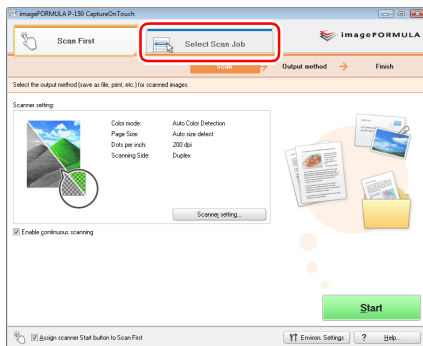 imageFORMULA P-150 CaptureOnTouch
Scan First
Select Scan Job
imageFORMULA
Scan
Output method
Finish
Select the output method (save as file, print, etc.) for scanned images.
Scanner setting:
Color mode: Auto Color Detection
Page Size: Auto size detect
Dots per inch: 200 dpi
Scanning Side: Duplex
Scanner setting...
Enable continuous scanning
Start
Assign scanner Start button to Scan First
Environ. Settings
? Help...